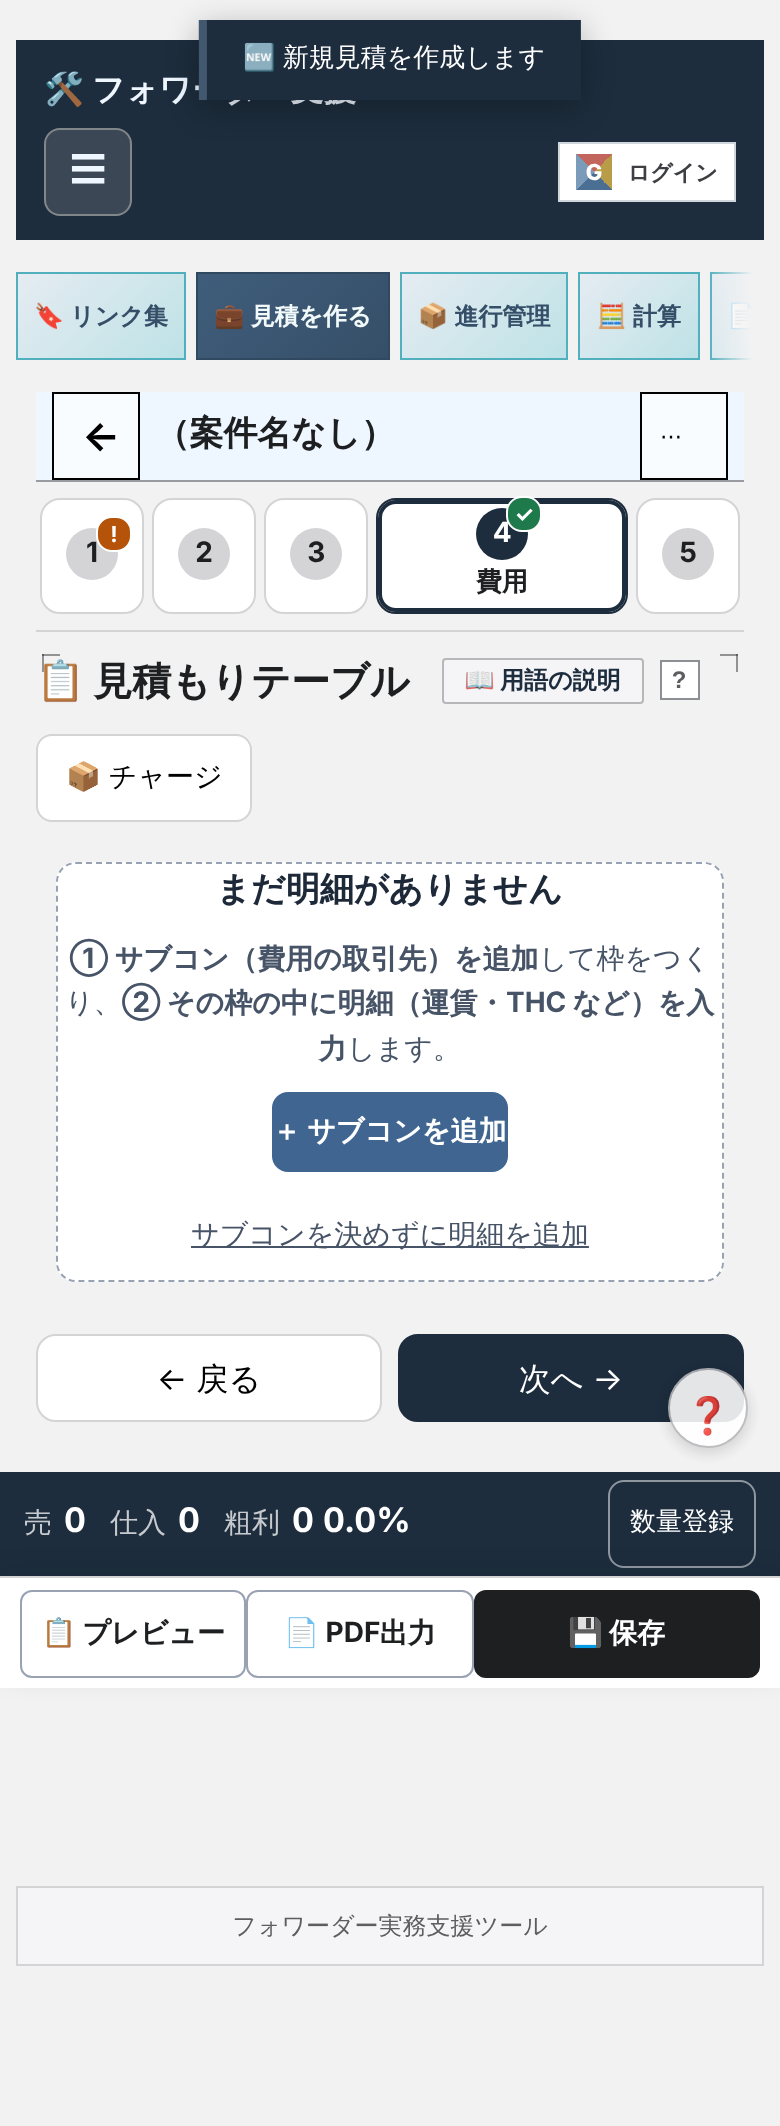 🆕 新規見積を作成します
🛠️ フォワ
☰
G ログイン
🔖 リンク集
💼 見積を作る
📦 進行管理
🧮 計算
←
（案件名なし）
…
1 !
2
3
4 ✓
費用
5
📋 見積もりテーブル
📖 用語の説明
?
📦 チャージ
まだ明細がありません
① サブコン（費用の取引先）を追加して枠をつく
り、② その枠の中に明細（運賃・THC など）を入
力します。
+ サブコンを追加
サブコンを決めずに明細を追加
← 戻る
次へ →
❓
売 0 仕入 0 粗利 0 0.0%
数量登録
📋 プレビュー
📄 PDF出力
💾 保存
フォワーダー実務支援ツール